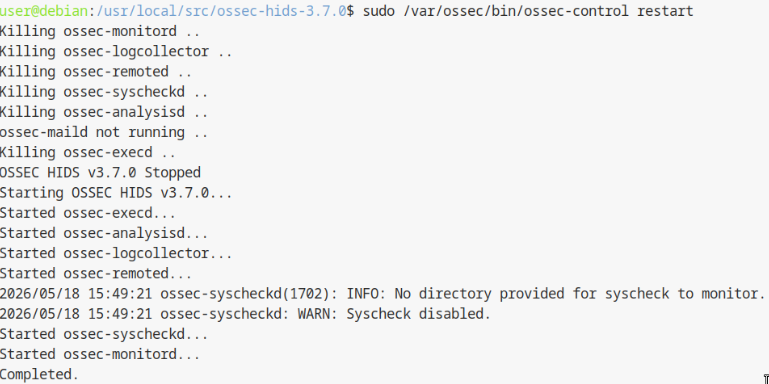 user@debian:/usr/local/src/ossec-hids-3.7.0$ sudo /var/ossec/bin/ossec-control restart
Killing ossec-monitord ..
Killing ossec-logcollector ..
Killing ossec-remoted ..
Killing ossec-syscheckd ..
Killing ossec-analysisd ..
ossec-maild not running ..
Killing ossec-execd ..
OSSEC HIDS v3.7.0 Stopped
Starting OSSEC HIDS v3.7.0...
Started ossec-execd...
Started ossec-analysisd...
Started ossec-logcollector...
Started ossec-remoted...
2026/05/18 15:49:21 ossec-syscheckd(1702): INFO: No directory provided for syscheck to monitor.
2026/05/18 15:49:21 ossec-syscheckd: WARN: Syscheck disabled.
Started ossec-syscheckd...
Started ossec-monitord...
Completed.